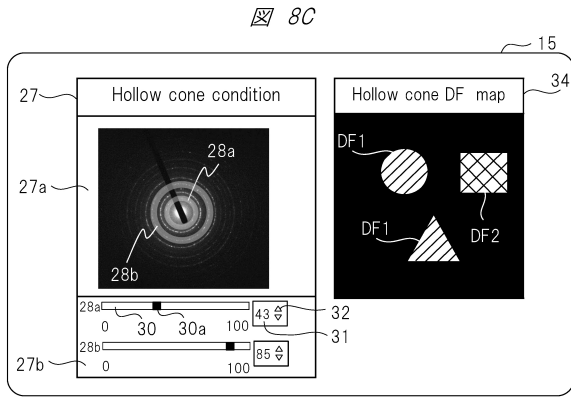 図 8C
15
27
Hollow cone condition
34
Hollow cone DF map
27a
28a
28b
DF1
DF2
DF1
28a
30
30a
0
100
43
32
31
28b
0
100
85
27b